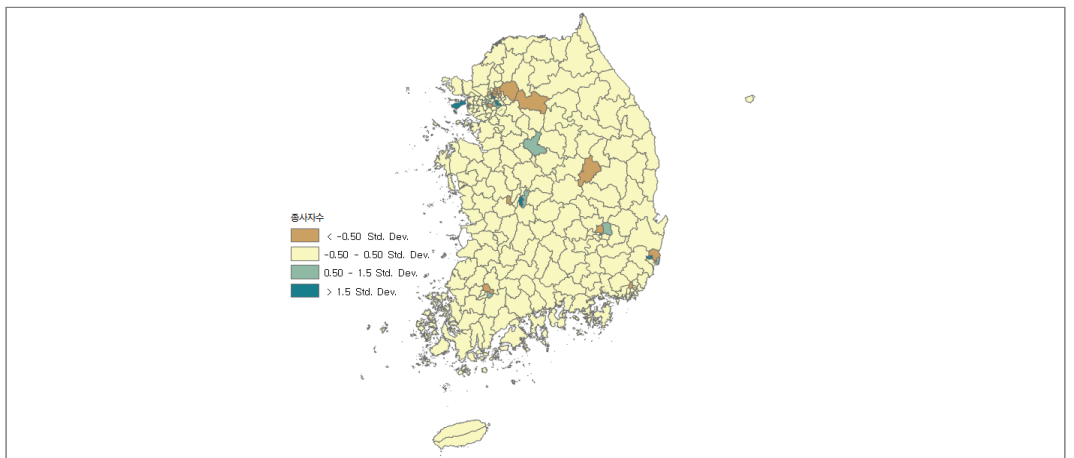 종사자수
< -0.50 Std. Dev.
-0.50 - 0.50 Std. Dev.
0.50 - 1.5 Std. Dev.
> 1.5 Std. Dev.